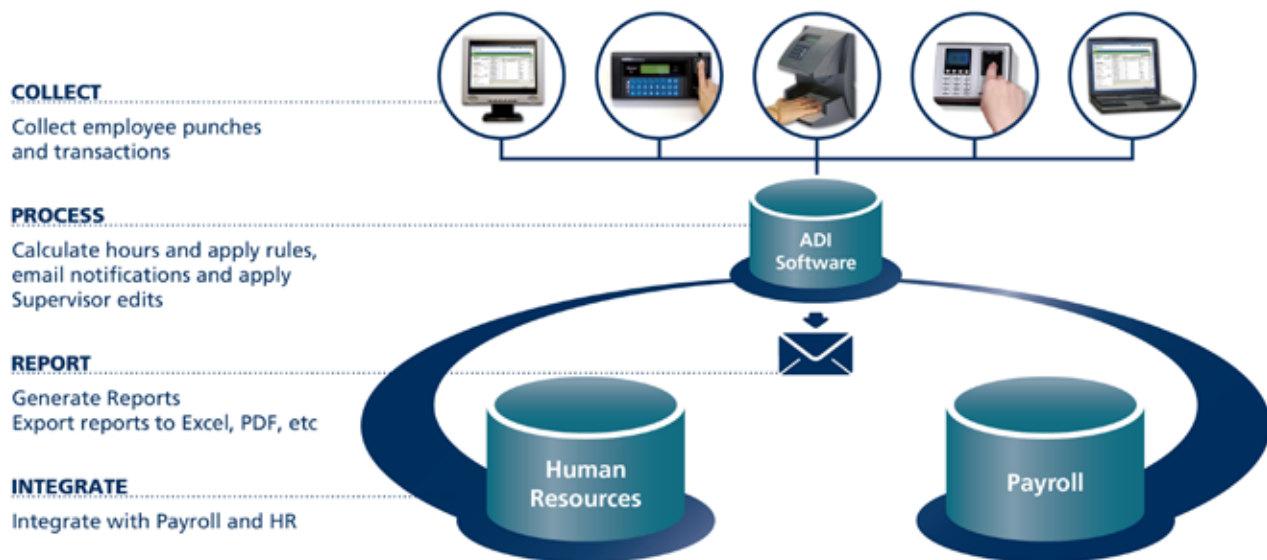 COLLECT
Collect employee punches
and transactions
PROCESS
Calculate hours and apply rules,
email notifications and apply
Supervisor edits
ADI
Software
REPORT
Generate Reports
Export reports to Excel, PDF, etc
INTEGRATE
Integrate with Payroll and HR
Human
Resources
Payroll